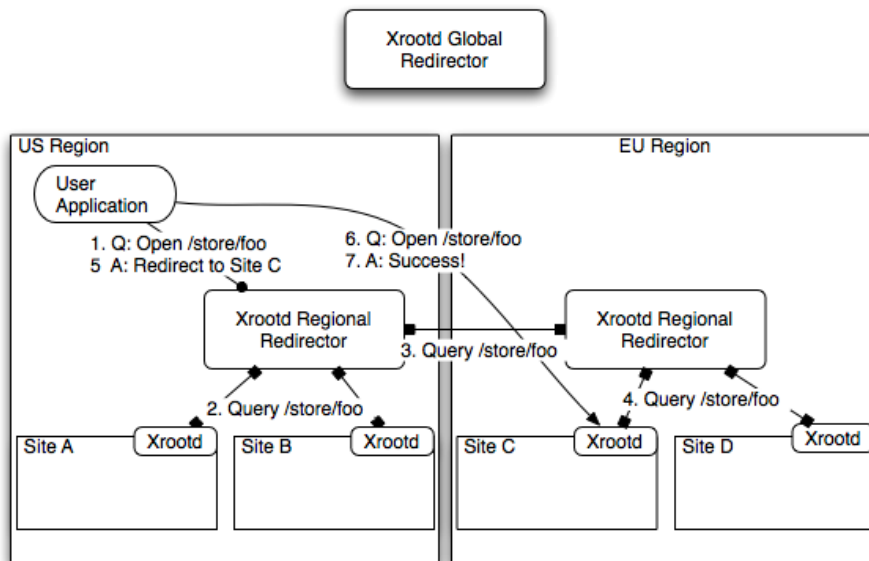 Xrootd Global
Redirector
US Region
EU Region
User
Application
1. Q: Open /store/foo
5  A: Redirect to Site C
6. Q: Open /store/foo
7. A: Success!
Xrootd Regional
Redirector
Xrootd Regional
Redirector
3. Query /store/foo
2. Query /store/foo
4. Query /store/foo
Site A
Xrootd
Site B
Xrootd
Site C
Xrootd
Site D
Xrootd